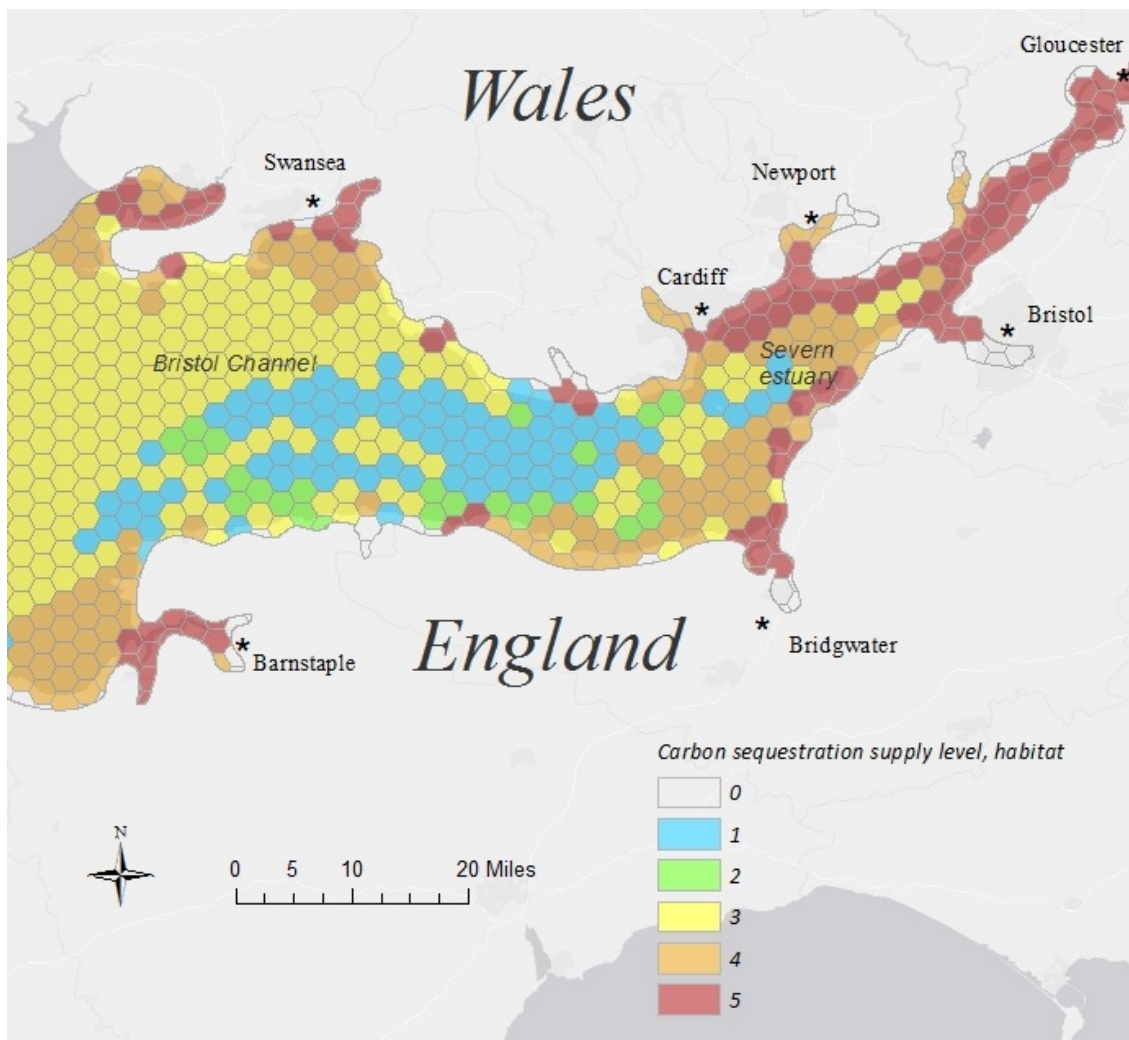 Gloucester
Wales
Swansea
Newport
Cardiff
Bristol
Bristol Channel
Severn
estuary
England
Bridgwater
Barnstaple
Carbon sequestration supply level, habitat
0
1
2
3
4
5
N
0 5 10 20 Miles